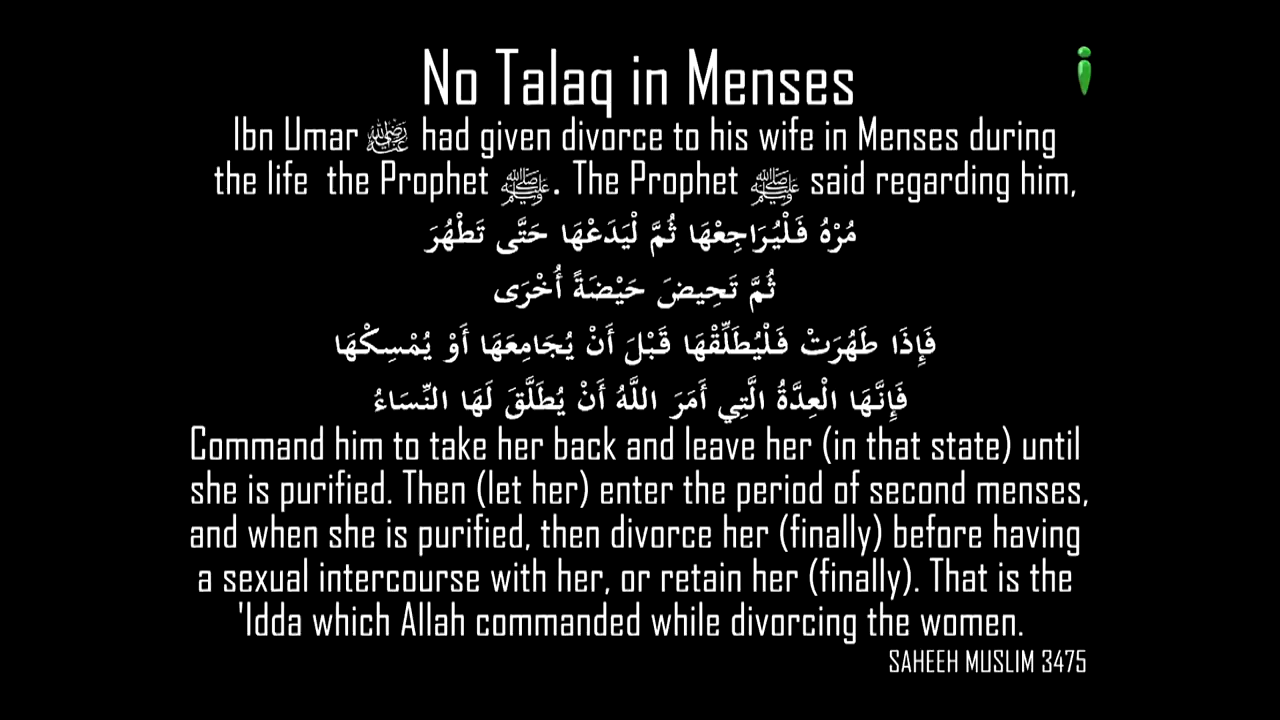 No Talaq in Menses
Ibn Umar رضي الله عنه had given divorce to his wife in Menses during
the life the Prophet ﷺ. The Prophet ﷺ said regarding him,
مُرْهُ فَلْيُرَاجِعْهَا ثُمَّ لْيَدَعْهَا حَتَّى تَطْهُرَ
ثُمَّ تَحِيضَ حَيْضَةً أُخْرَى
فَإِذَا طَهُرَتْ فَلْيُطَلِّقْهَا قَبْلَ أَنْ يُجَامِعَهَا أَوْ يُمْسِكْهَا
فَإِنَّهَا الْعِدَّةُ الَّتِي أَمَرَ اللَّهُ أَنْ يُطَلَّقَ لَهَا النِّسَاءُ
Command him to take her back and leave her (in that state) until
she is purified. Then (let her) enter the period of second menses,
and when she is purified, then divorce her (finally) before having
a sexual intercourse with her, or retain her (finally). That is the
'Idda which Allah commanded while divorcing the women.
SAHEEH MUSLIM 3475